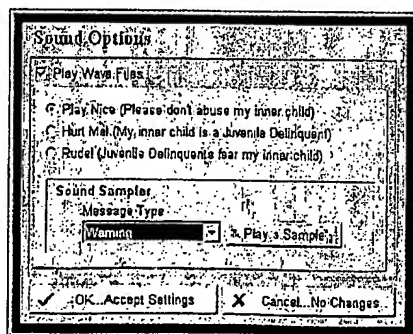 Sound Options
Play Wave Files
Play Nice (Please don't abuse my inner child)
Hurt Me! (My inner child is a Juvenile Delinquent)
Rude! (Juvenile Delinquents fear my inner child)
Sound Sampler
Message Type
Warning
Play a Sample
OK...Accept Settings
Cancel...No Changes